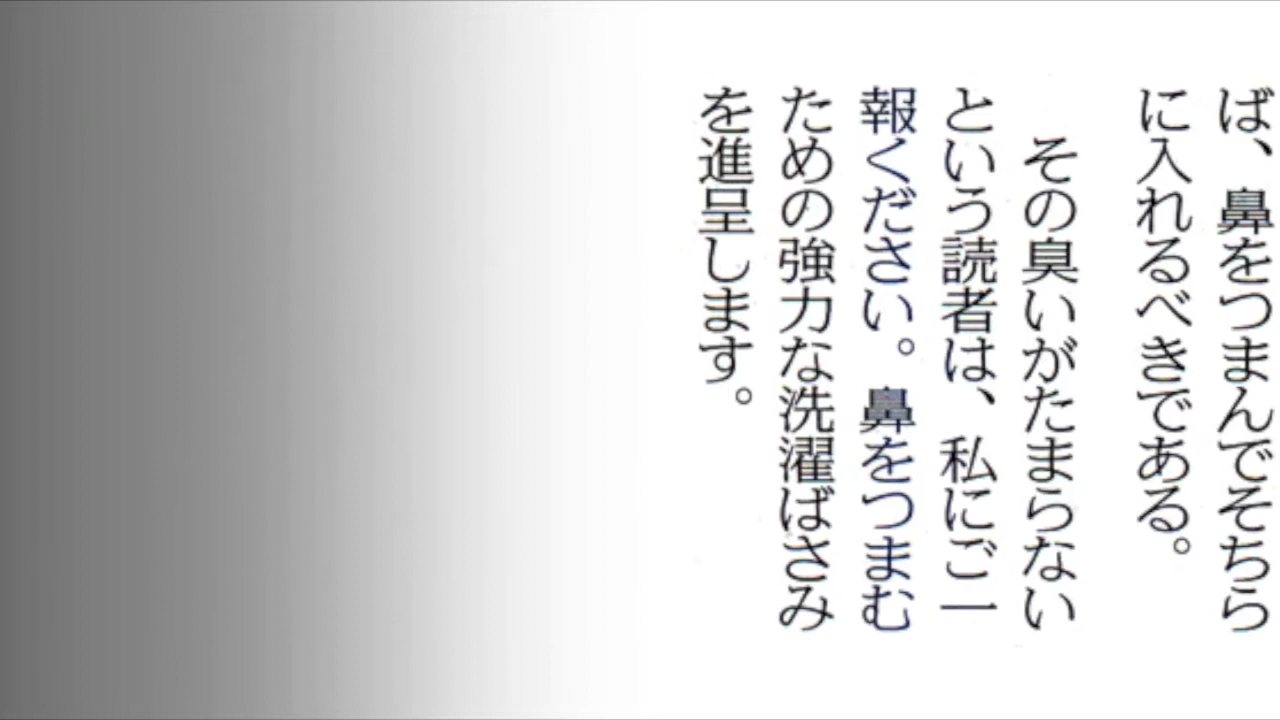 ば、鼻をつまんでそちら
に入れるべきである。
その臭いがたまらない
という読者は、私にご一
報ください。鼻をつまむ
ための強力な洗濯ばさみ
を進呈します。